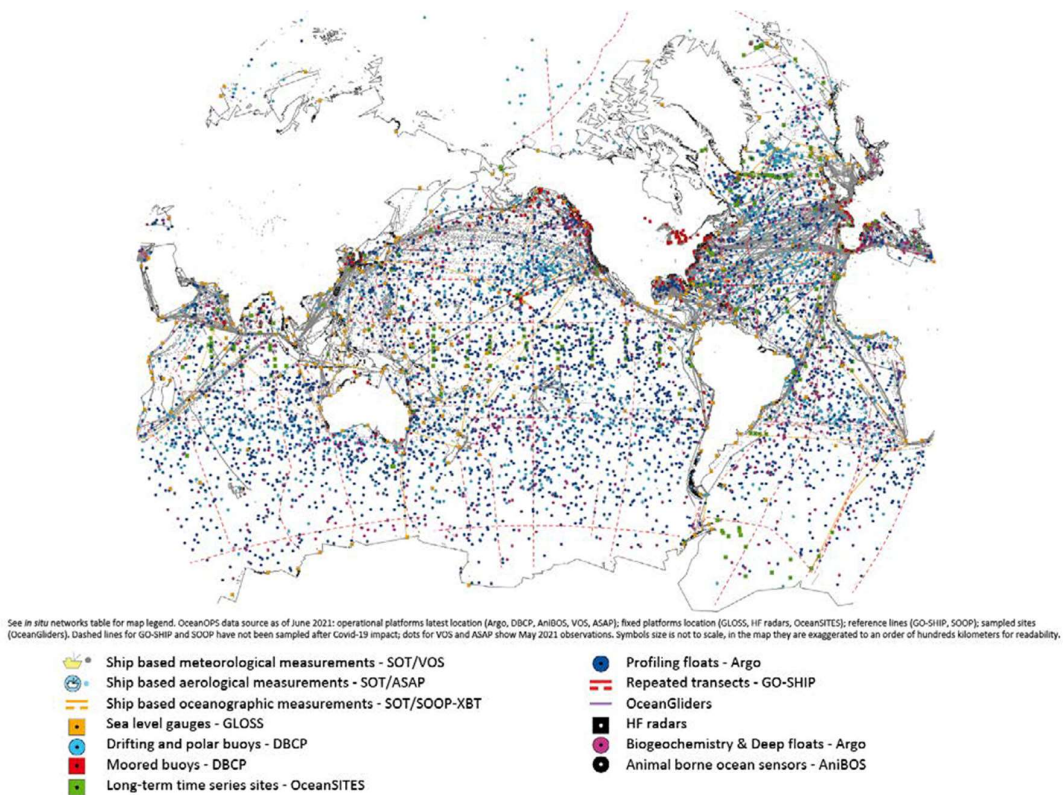 See in situ networks table for map legend. OceanOPS data source as of June 2021: operational platforms latest location (Argo, DBCP, AniBOS, VOS, ASAP); fixed platforms location (GLOSS, HF radars, OceanSITES); reference lines (GO-SHIP, SOOP); sampled sites
(OceanGliders). Dashed lines for GO-SHIP and SOOP have not been sampled after Covid-19 impact; dots for VOS and ASAP show May 2021 observations. Symbols size is not to scale, in the map they are exaggerated to an order of hundreds kilometers for readability.
Ship based meteorological measurements - SOT/VOS
Ship based aerological measurements - SOT/ASAP
Ship based oceanographic measurements - SOT/SOOP-XBT
Sea level gauges - GLOSS
Drifting and polar buoys - DBCP
Moored buoys - DBCP
Long-term time series sites - OceanSITES
Profiling floats - Argo
Repeated transects - GO-SHIP
OceanGliders
HF radars
Biogeochemistry & Deep floats - Argo
Animal borne ocean sensors - AniBOS